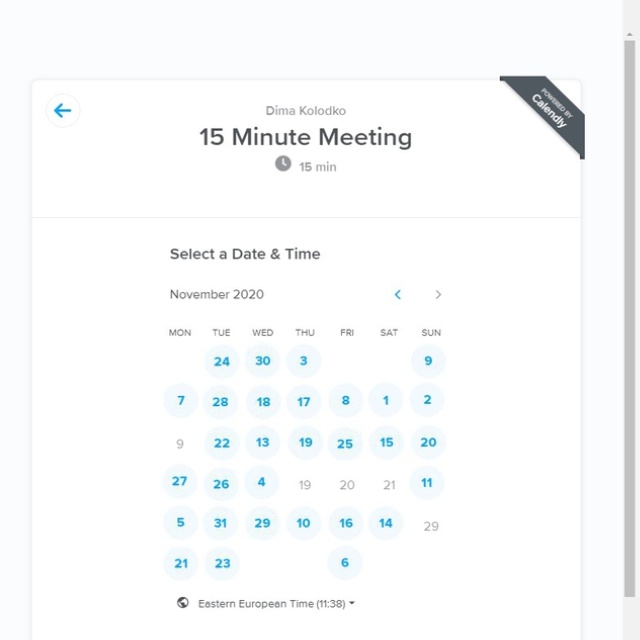 POWERED BY
Calendly
Dima Kolodko
15 Minute Meeting
15 min
Select a Date & Time
November 2020
MON TUE WED THU FRI SAT SUN
24 30 3 9
7 28 18 17 8 1 2
9 22 13 19 25 15 20
27 26 4 19 20 21 11
5 31 29 10 16 14 29
21 23 6
Eastern European Time (11:38)